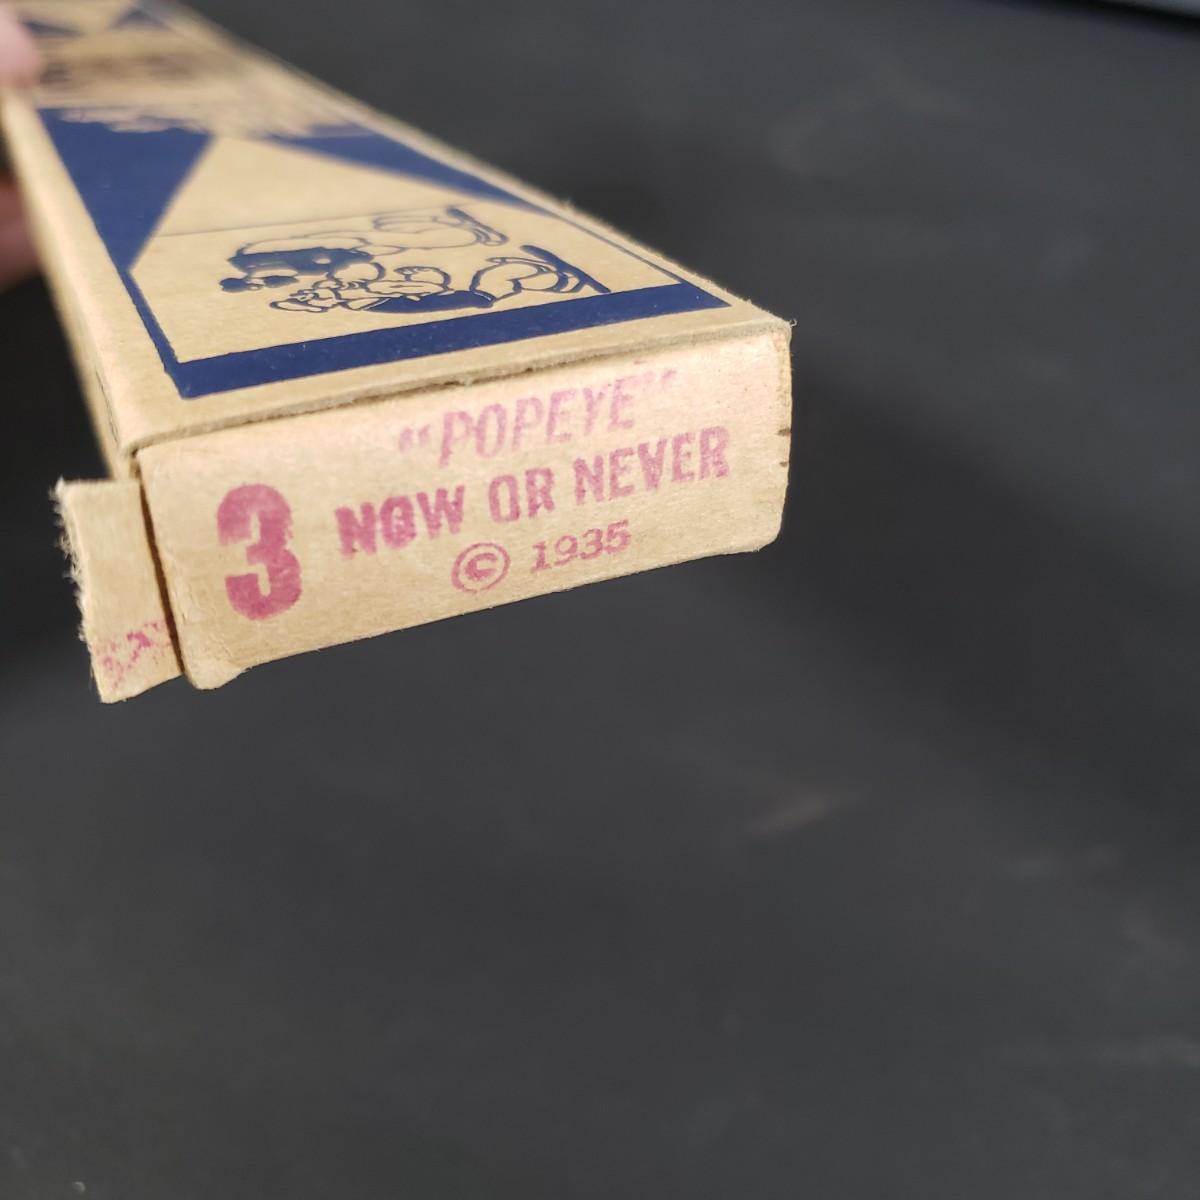 "POPEYE"
3 NOW OR NEVER
© 1935